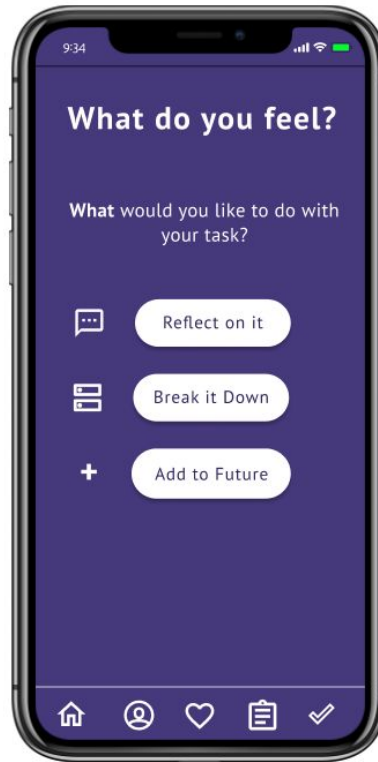 9:34
What do you feel?
What would you like to do with
your task?
Reflect on it
Break it Down
Add to Future